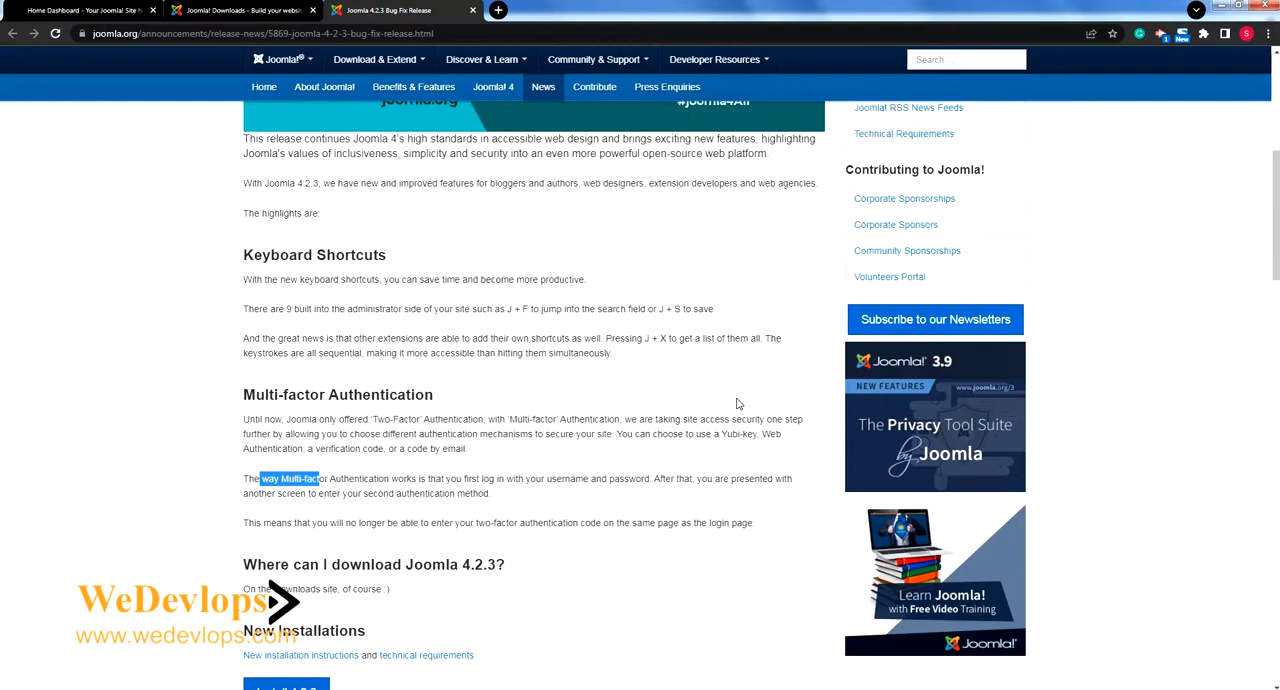 Home Dashboard - Your Joomla! Site h
Joomla! Downloads - Build your websi
Joomla 4.2.3 Bug Fix Release
joomla.org/announcements/release-news/5869-joomla-4-2-3-bug-fix-release.html
1
New
S
Joomla!®
Download & Extend
Discover & Learn
Community & Support
Developer Resources
Search ...
Home
About Joomla!
Benefits & Features
Joomla! 4
News
Contribute
Press Enquiries
joomla.org
#joomla4All
This release continues Joomla 4's high standards in accessible web design and brings exciting new features, highlighting
Joomla's values of inclusiveness, simplicity and security into an even more powerful open-source web platform.
With Joomla 4.2.3, we have new and improved features for bloggers and authors, web designers, extension developers and web agencies.
The highlights are:
Keyboard Shortcuts
With the new keyboard shortcuts, you can save time and become more productive.
There are 9 built into the administrator side of your site such as J + F to jump into the search field or J + S to save
And the great news is that other extensions are able to add their own shortcuts as well. Pressing J + X to get a list of them all. The
keystrokes are all sequential, making it more accessible than hitting them simultaneously.
Multi-factor Authentication
Until now, Joomla only offered 'Two-Factor' Authentication, with 'Multi-factor' Authentication, we are taking site access security one step
further by allowing you to choose different authentication mechanisms to secure your site. You can choose to use a Yubi-key, Web
Authentication, a verification code, or a code by email.
The way Multi-factor Authentication works is that you first log in with your username and password. After that, you are presented with
another screen to enter your second authentication method.
This means that you will no longer be able to enter your two-factor authentication code on the same page as the login page.
Where can I download Joomla 4.2.3?
On the downloads site, of course :)
New Installations
New installation instructions and technical requirements
Joomla! RSS News Feeds
Technical Requirements
Contributing to Joomla!
Corporate Sponsorships
Corporate Sponsors
Community Sponsorships
Volunteers Portal
Subscribe to our Newsletters
Joomla! 3.9
NEW FEATURES
www.joomla.org/3
The Privacy Tool Suite
by Joomla
Learn Joomla!
with Free Video Training
Joomla!
WeDevlops
www.wedevlops.com